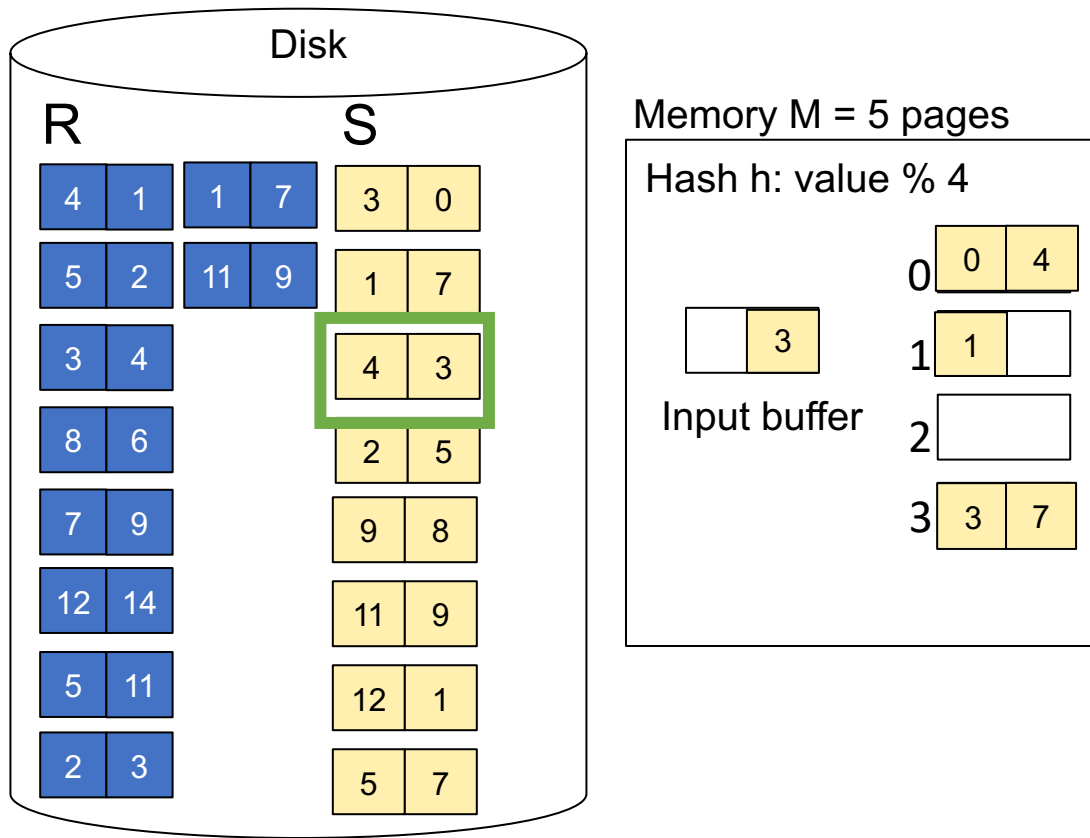 Disk
R S
4 1 1 7 3 0
5 2 11 9 1 7
3 4 4 3
8 6 2 5
7 9 9 8
12 14 11 9
5 11 12 1
2 3 5 7
Memory M = 5 pages
Hash h: value % 4
0 0 4
3
1 1
Input buffer
2
3 3 7